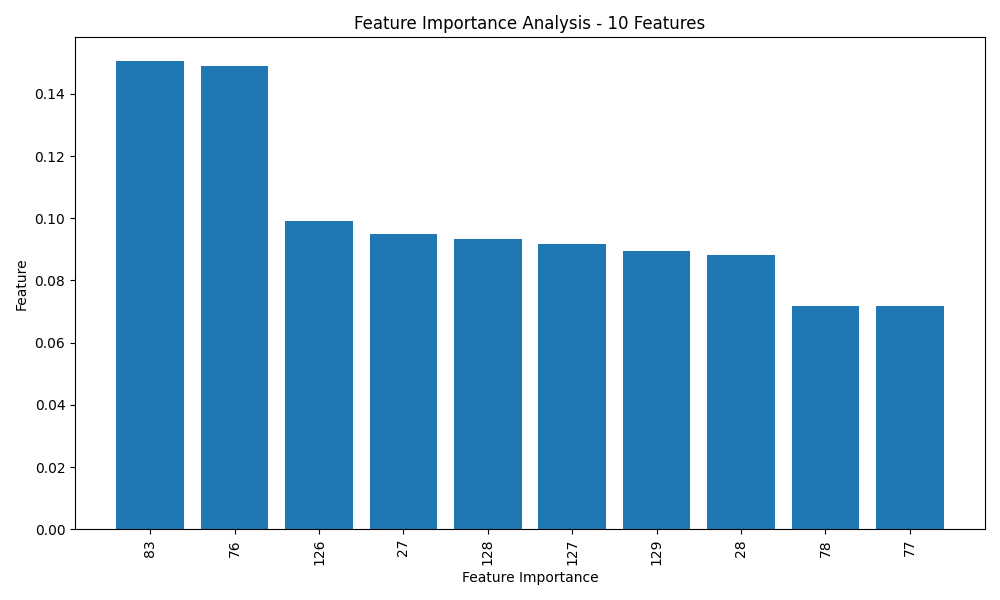 Feature Importance Analysis - 10 Features
0.14
0.12
0.10
0.08
0.06
0.04
0.02
0.00
Feature
83 76 126 27 128 127 129 28 78 77
Feature Importance